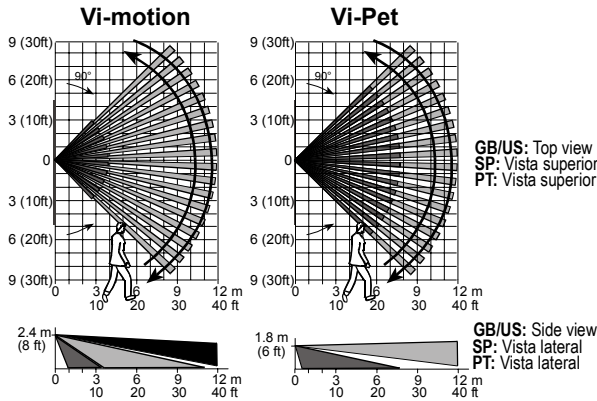 Vi-motion Vi-Pet
9 (30ft) 9 (30ft)
6 (20ft) 6 (20ft)
90° 90°
3 (10ft) 3 (10ft)
0 0
3 (10ft) 3 (10ft)
6 (20ft) 6 (20ft)
9 (30ft) 9 (30ft)
0 3 6 9 12 m 0 3 6 9 12 m
10 20 30 40 ft 10 20 30 40 ft
GB/US: Top view
SP: Vista superior
PT: Vista superior
2.4 m 1.8 m
(8 ft) (6 ft)
0 3 6 9 12 m 0 3 6 9 12 m
10 20 30 40 ft 10 20 30 40 ft
GB/US: Side view
SP: Vista lateral
PT: Vista lateral